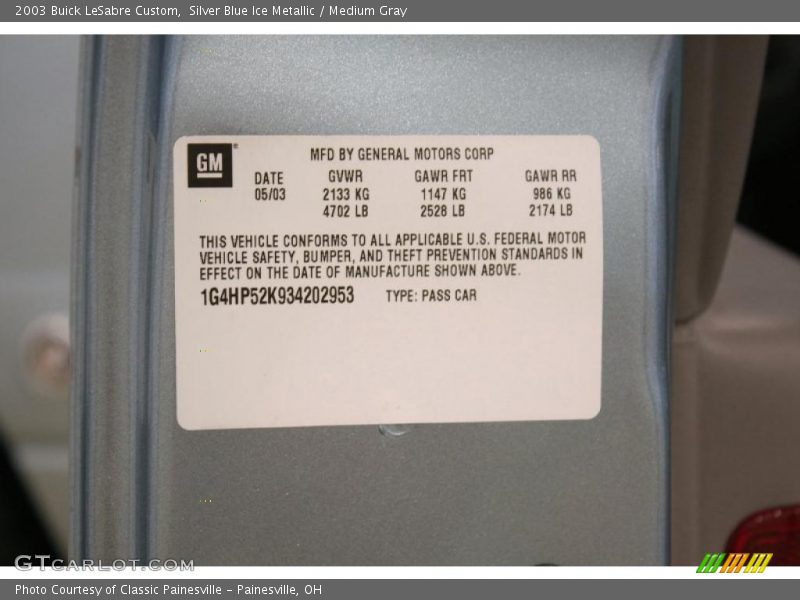 2003 Buick LeSabre Custom,  Silver Blue Ice Metallic / Medium Gray
GM
MFD BY GENERAL MOTORS CORP
DATE GVWR GAWR FRT GAWR RR
05/03 2133 KG 1147 KG 986 KG
4702 LB 2528 LB 2174 LB
THIS VEHICLE CONFORMS TO ALL APPLICABLE U.S. FEDERAL MOTOR
VEHICLE SAFETY, BUMPER, AND THEFT PREVENTION STANDARDS IN
EFFECT ON THE DATE OF MANUFACTURE SHOWN ABOVE.
1G4HP52K934202953 TYPE: PASS CAR
GTCARLOT.COM
Photo Courtesy of Classic Painesville – Painesville, OH